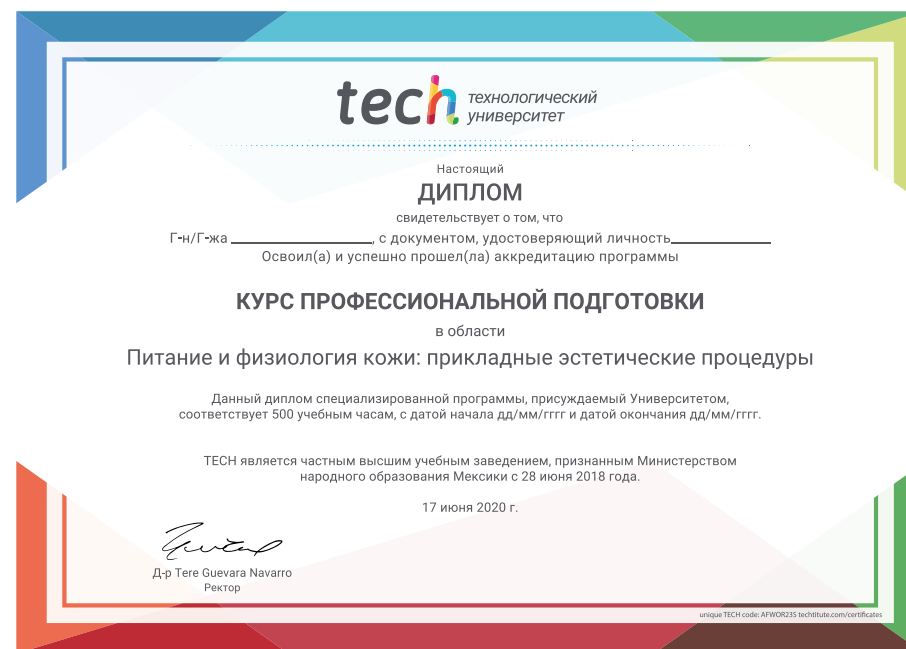 tech технологический
университет
Настоящий
ДИПЛОМ
свидетельствует о том, что
Г-н/Г-жа ____________________, с документом, удостоверяющий личность______________
Освоил(а) и успешно прошел(ла) аккредитацию программы
КУРС ПРОФЕССИОНАЛЬНОЙ ПОДГОТОВКИ
в области
Питание и физиология кожи: прикладные эстетические процедуры
Данный диплом специализированной программы, присуждаемый Университетом,
соответствует 500 учебным часам, с датой начала дд/мм/гггг и датой окончания дд/мм/гггг.
TECH является частным высшим учебным заведением, признанным Министерством
народного образования Мексики с 28 июня 2018 года.
17 июня 2020 г.
Д-р Tere Guevara Navarro
Ректор
unique TECH code: AFWOR235 techtitute.com/certificates